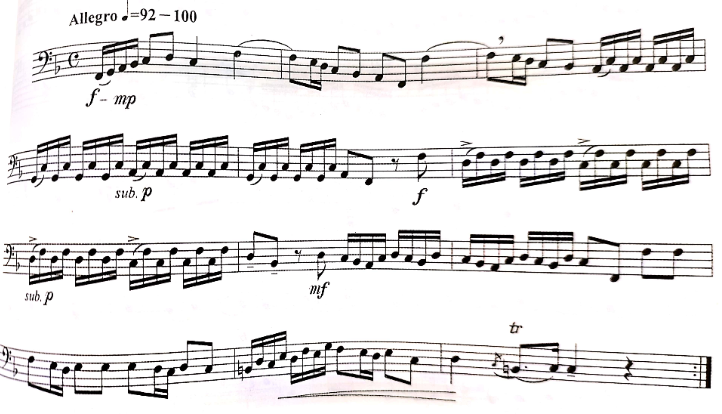 Allegro ♩=92－100
f - mp
sub. p
f
sub. p
mf
tr